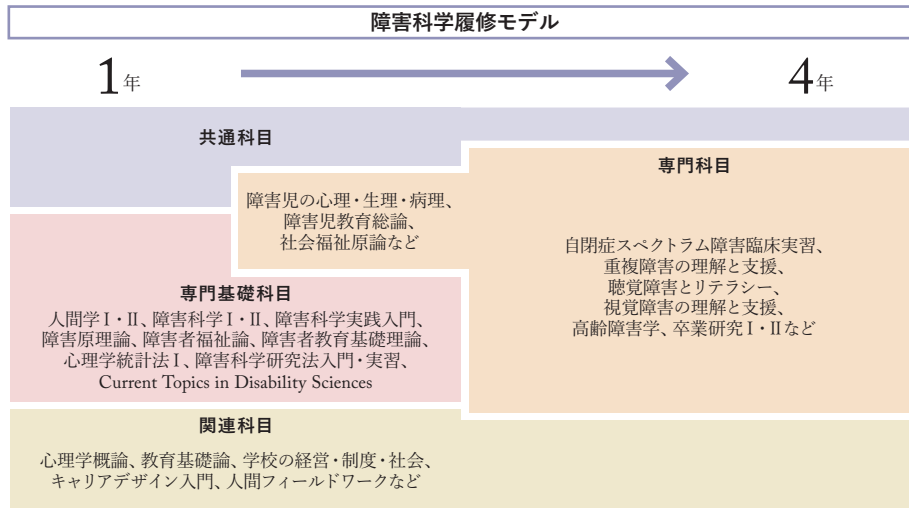 障害科学履修モデル
1年
4年
共通科目
障害児の心理・生理・病理、
障害児教育総論、
社会福祉原論など
専門科目
自閉症スペクトラム障害臨床実習、
重複障害の理解と支援、
聴覚障害とリテラシー、
視覚障害の理解と支援、
高齢障害学、卒業研究Ⅰ・Ⅱなど
専門基礎科目
人間学Ⅰ・Ⅱ、障害科学Ⅰ・Ⅱ、障害科学実践入門、
障害原理論、障害者福祉論、障害者教育基礎理論、
心理学統計法Ⅰ、障害科学研究法入門・実習、
Current Topics in Disability Sciences
関連科目
心理学概論、教育基礎論、学校の経営・制度・社会、
キャリアデザイン入門、人間フィールドワークなど